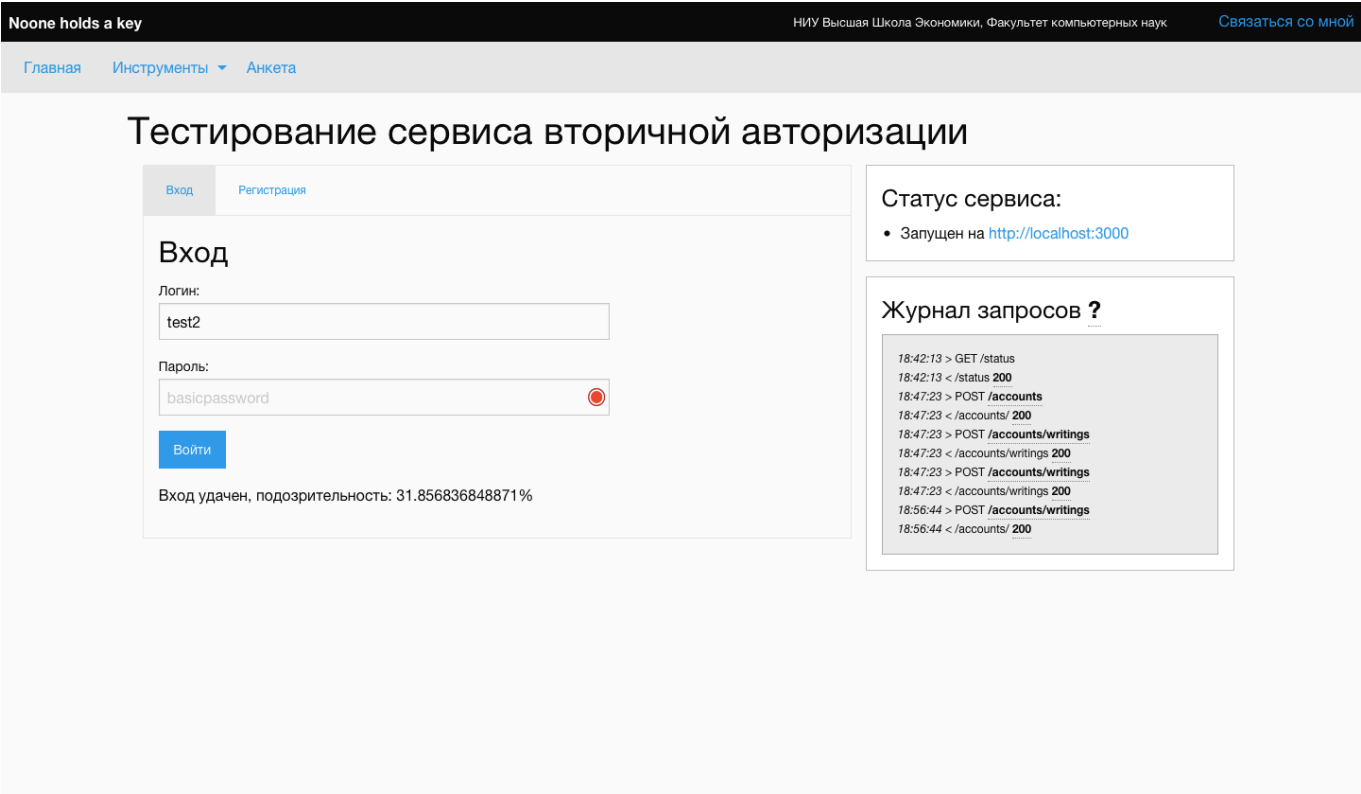 Noone holds a key
НИУ Высшая Школа Экономики, Факультет компьютерных наук
Связаться со мной
Главная
Инструменты
Анкета
Тестирование сервиса вторичной авторизации
Вход
Регистрация
Вход
Логин:
test2
Пароль:
basicpassword
Войти
Вход удачен, подозрительность: 31.856836848871%
Статус сервиса:
• Запущен на http://localhost:3000
Журнал запросов ?
18:42:13 > GET /status
18:42:13 < /status 200
18:47:23 > POST /accounts
18:47:23 < /accounts/ 200
18:47:23 > POST /accounts/writings
18:47:23 < /accounts/writings 200
18:47:23 > POST /accounts/writings
18:47:23 < /accounts/writings 200
18:56:44 > POST /accounts/writings
18:56:44 < /accounts/ 200